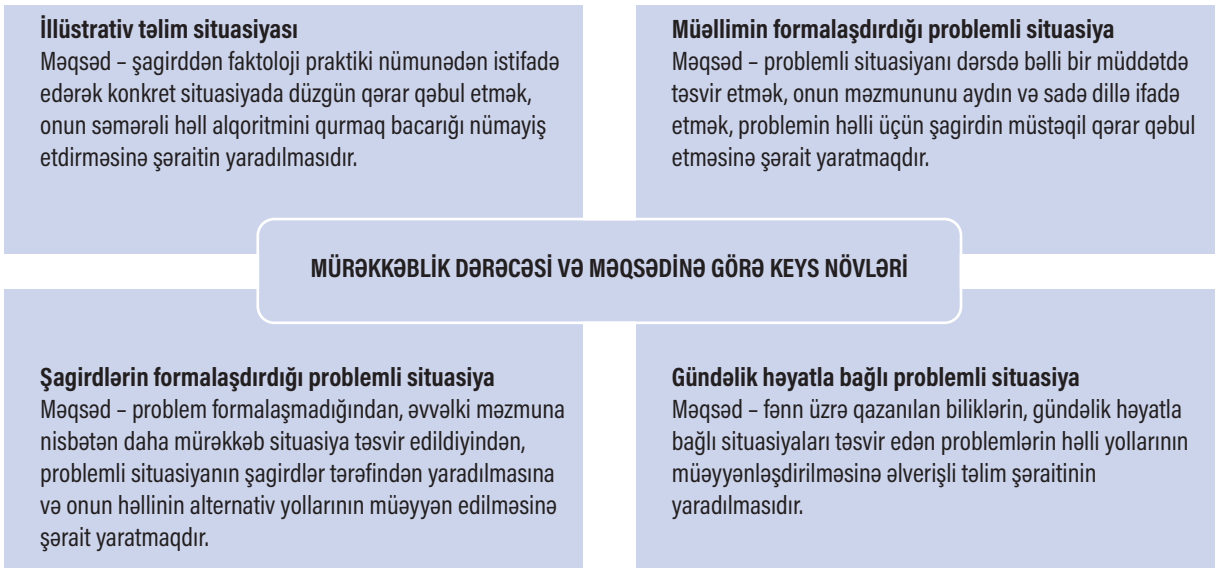 İllüstrativ təlim situasiyası
Məqsəd – şagirddən faktoloji praktiki nümunədən istifadə
edərək konkret situasiyada düzgün qərar qəbul etmək,
onun səmərəli həll alqoritmini qurmaq bacarığı nümayiş
etdirməsinə şəraitin yaradılmasıdır.
Müəllimin formalaşdırdığı problemli situasiya
Məqsəd – problemli situasiyanı dərsdə bəlli bir müddətdə
təsvir etmək, onun məzmununu aydın və sadə dillə ifadə
etmək, problemin həlli üçün şagirdin müstəqil qərar qəbul
etməsinə şərait yaratmaqdır.
MÜRƏKKƏBLİK DƏRƏCƏSİ VƏ MƏQSƏDİNƏ GÖRƏ KEYS NÖVLƏRİ
Şagirdlərin formalaşdırdığı problemli situasiya
Məqsəd – problem formalaşmadığından, əvvəlki məzmuna
nisbətən daha mürəkkəb situasiya təsvir edildiyindən,
problemli situasiyanın şagirdlər tərəfindən yaradılmasına
və onun həllinin alternativ yollarının müəyyən edilməsinə
şərait yaratmaqdır.
Gündəlik həyatla bağlı problemli situasiya
Məqsəd – fənn üzrə qazanılan biliklərin, gündəlik həyatla
bağlı situasiyaları təsvir edən problemlərin həlli yollarının
müəyyənləşdirilməsinə əlverişli təlim şəraitinin
yaradılmasıdır.